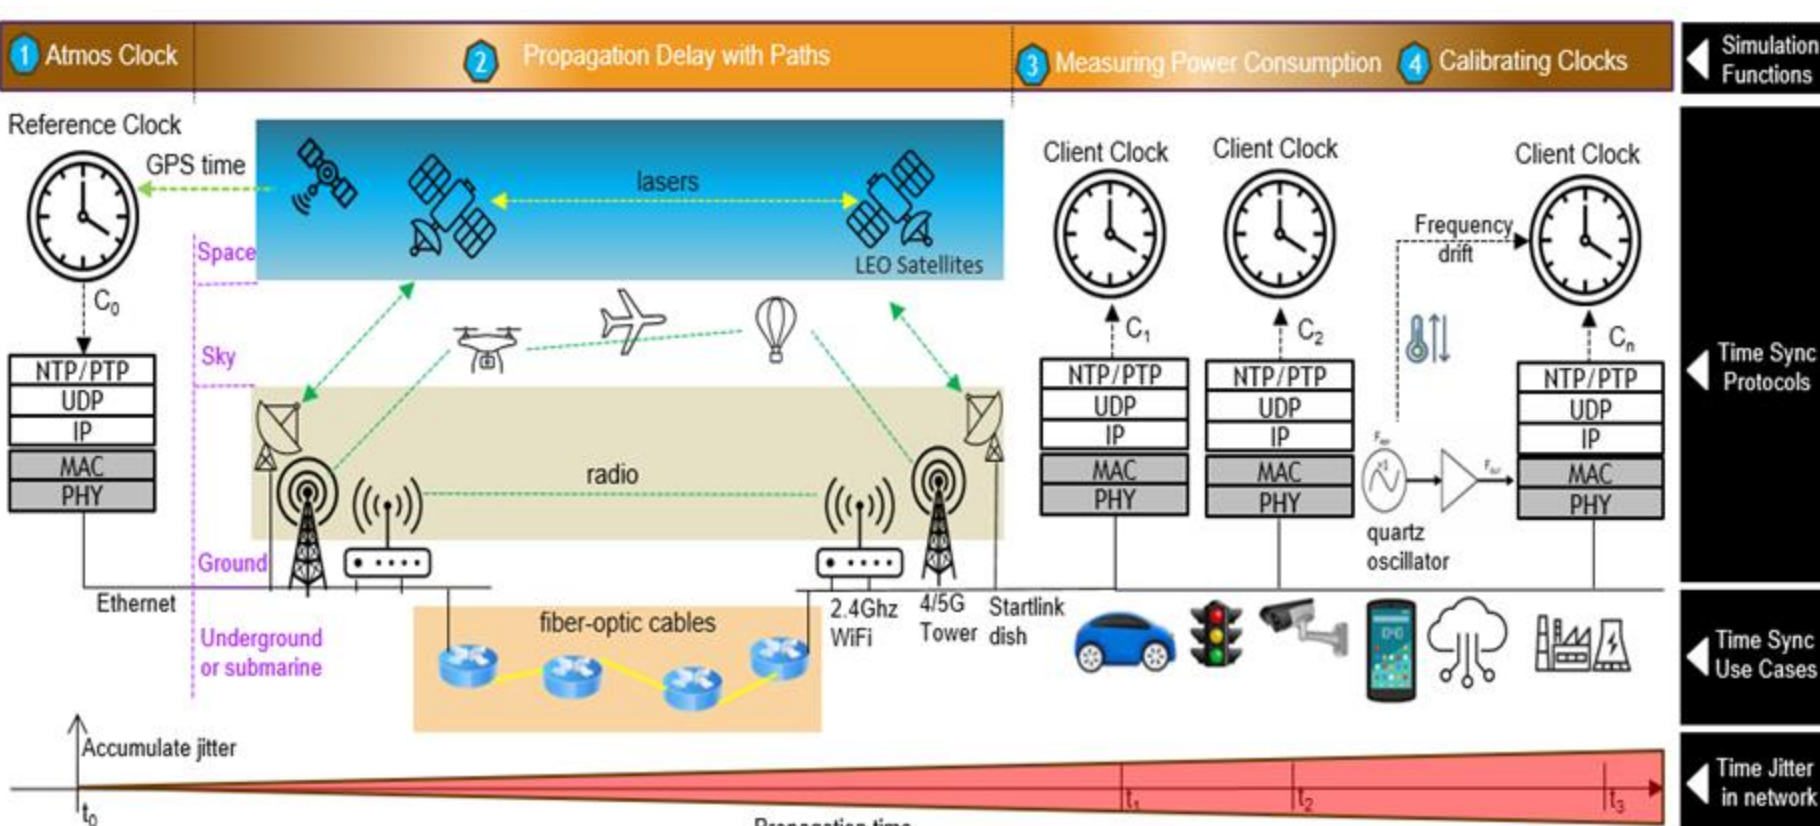 1 Atmos Clock
2 Propagation Delay with Paths
3 Measuring Power Consumption
4 Calibrating Clocks
Simulation
Functions
Reference Clock
GPS time
C0
NTP/PTP
UDP
IP
MAC
PHY
Ethernet
Space
Sky
Ground
Underground
or submarine
lasers
LEO Satellites
radio
fiber-optic cables
2.4Ghz
WiFi
4/5G
Tower
Startlink
dish
Client Clock
C1
NTP/PTP
UDP
IP
MAC
PHY
Client Clock
C2
NTP/PTP
UDP
IP
MAC
PHY
Frequency
drift
quartz
oscillator
Client Clock
Cn
NTP/PTP
UDP
IP
MAC
PHY
Time Sync
Protocols
Time Sync
Use Cases
Accumulate jitter
t0
t1
t2
t3
Propagation time
Time Jitter
in network